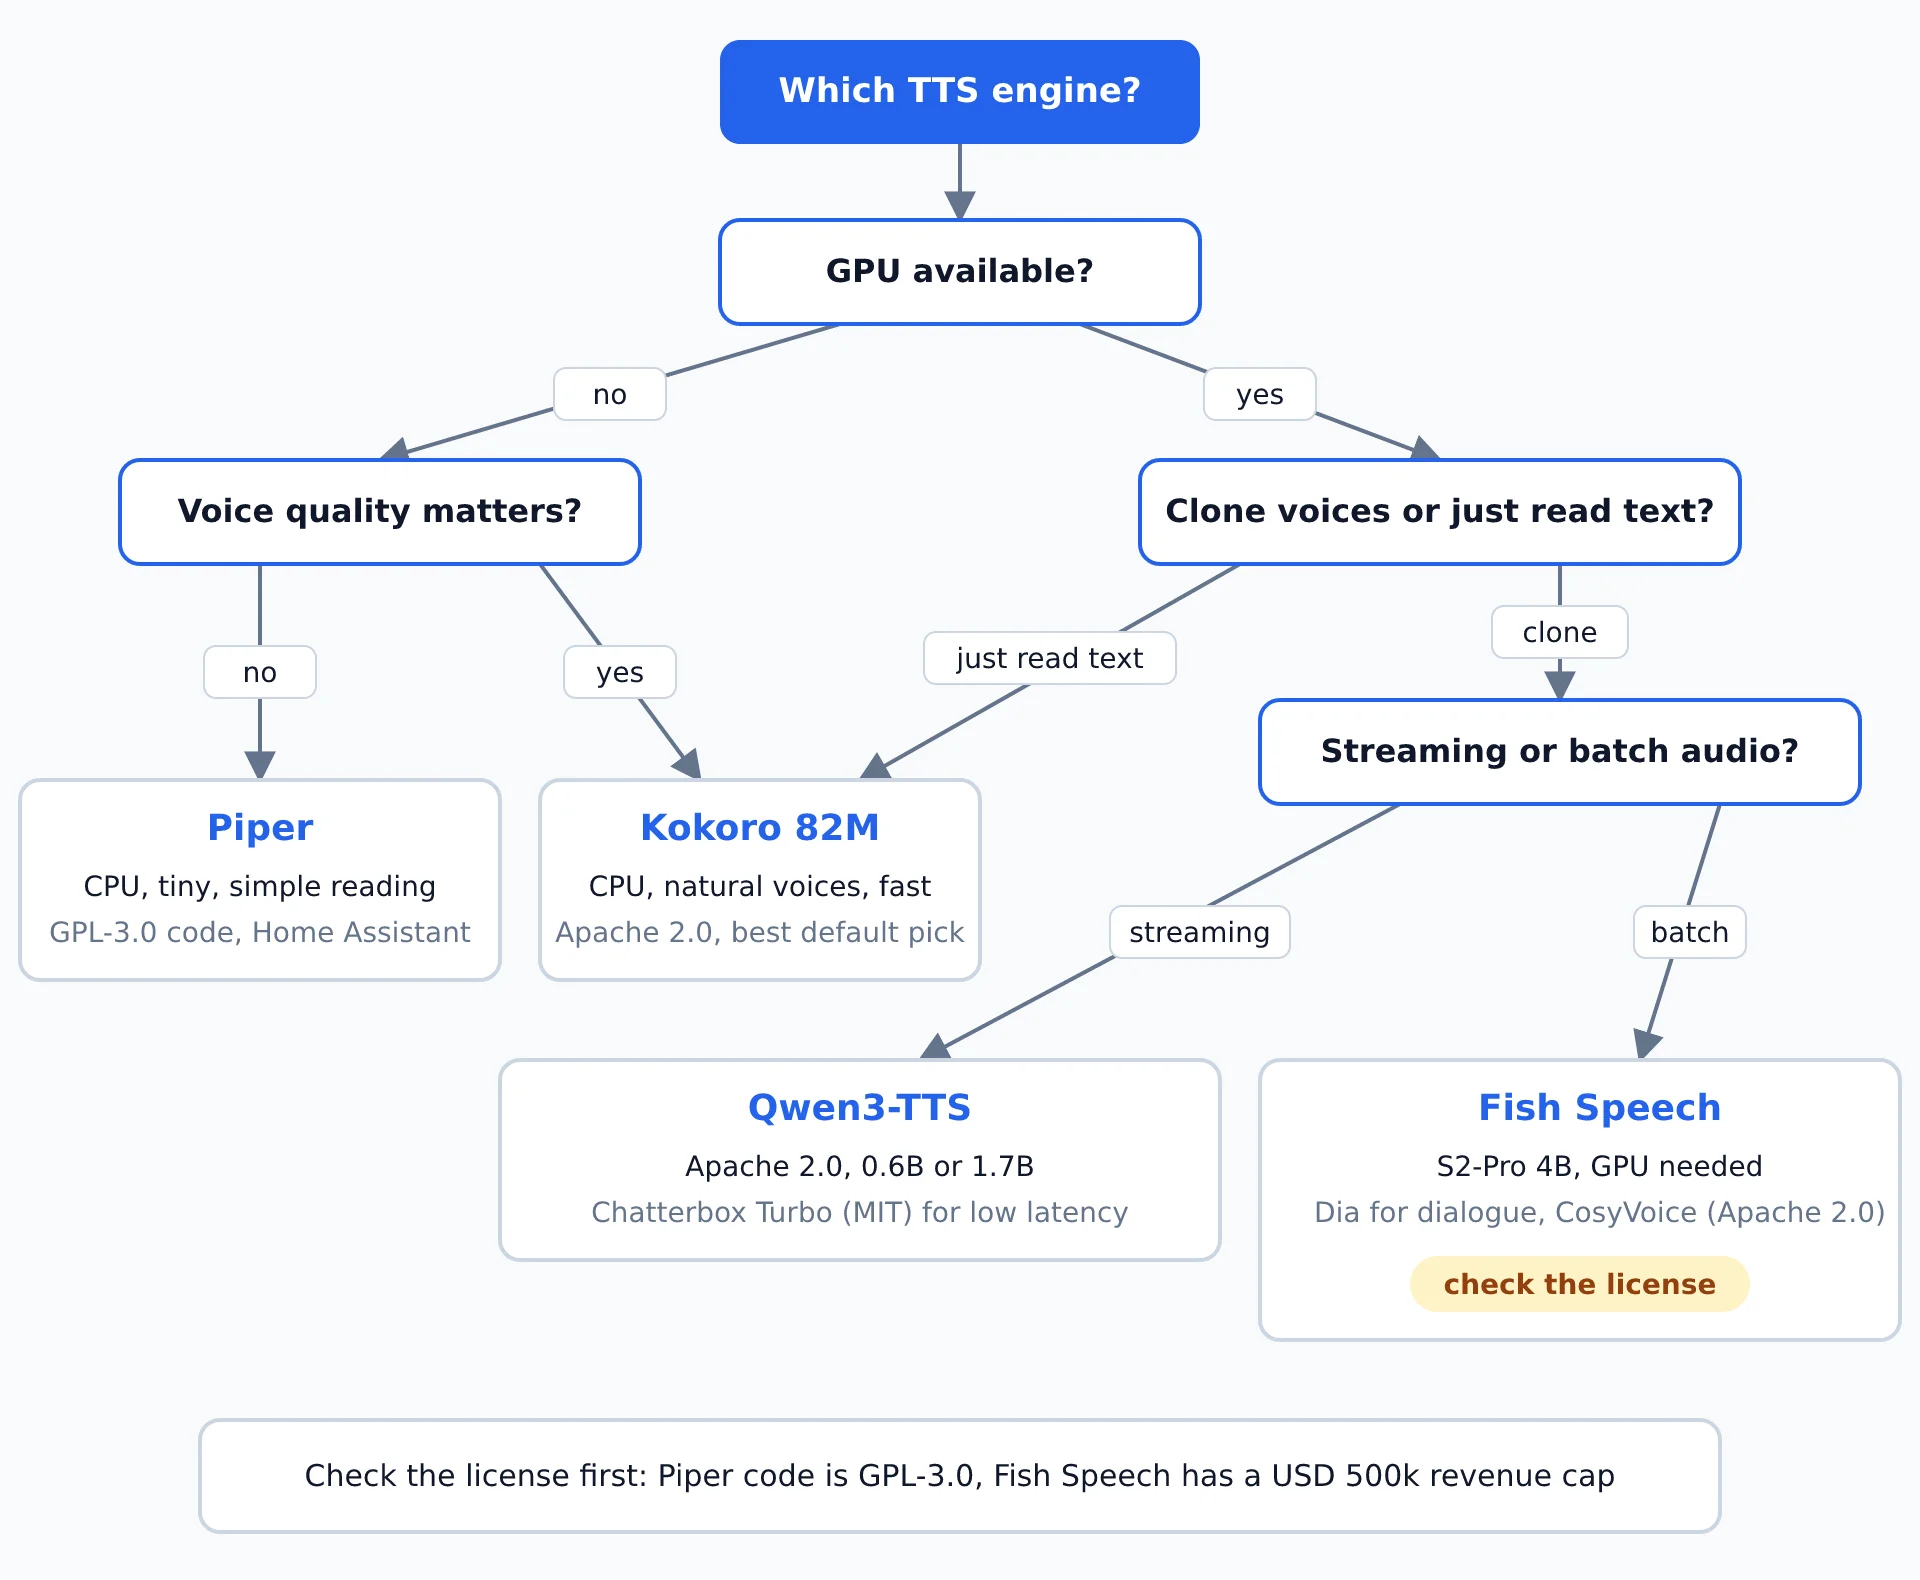 Which TTS engine?
GPU available?
no
yes
Voice quality matters?
Clone voices or just read text?
no
yes
just read text
clone
Streaming or batch audio?
Piper
CPU, tiny, simple reading
GPL-3.0 code, Home Assistant
Kokoro 82M
CPU, natural voices, fast
Apache 2.0, best default pick
streaming
batch
Qwen3-TTS
Apache 2.0, 0.6B or 1.7B
Chatterbox Turbo (MIT) for low latency
Fish Speech
S2-Pro 4B, GPU needed
Dia for dialogue, CosyVoice (Apache 2.0)
check the license
Check the license first: Piper code is GPL-3.0, Fish Speech has a USD 500k revenue cap